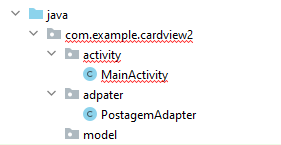 java
com.example.cardview2
activity
MainActivity
adpater
PostagemAdapter
model